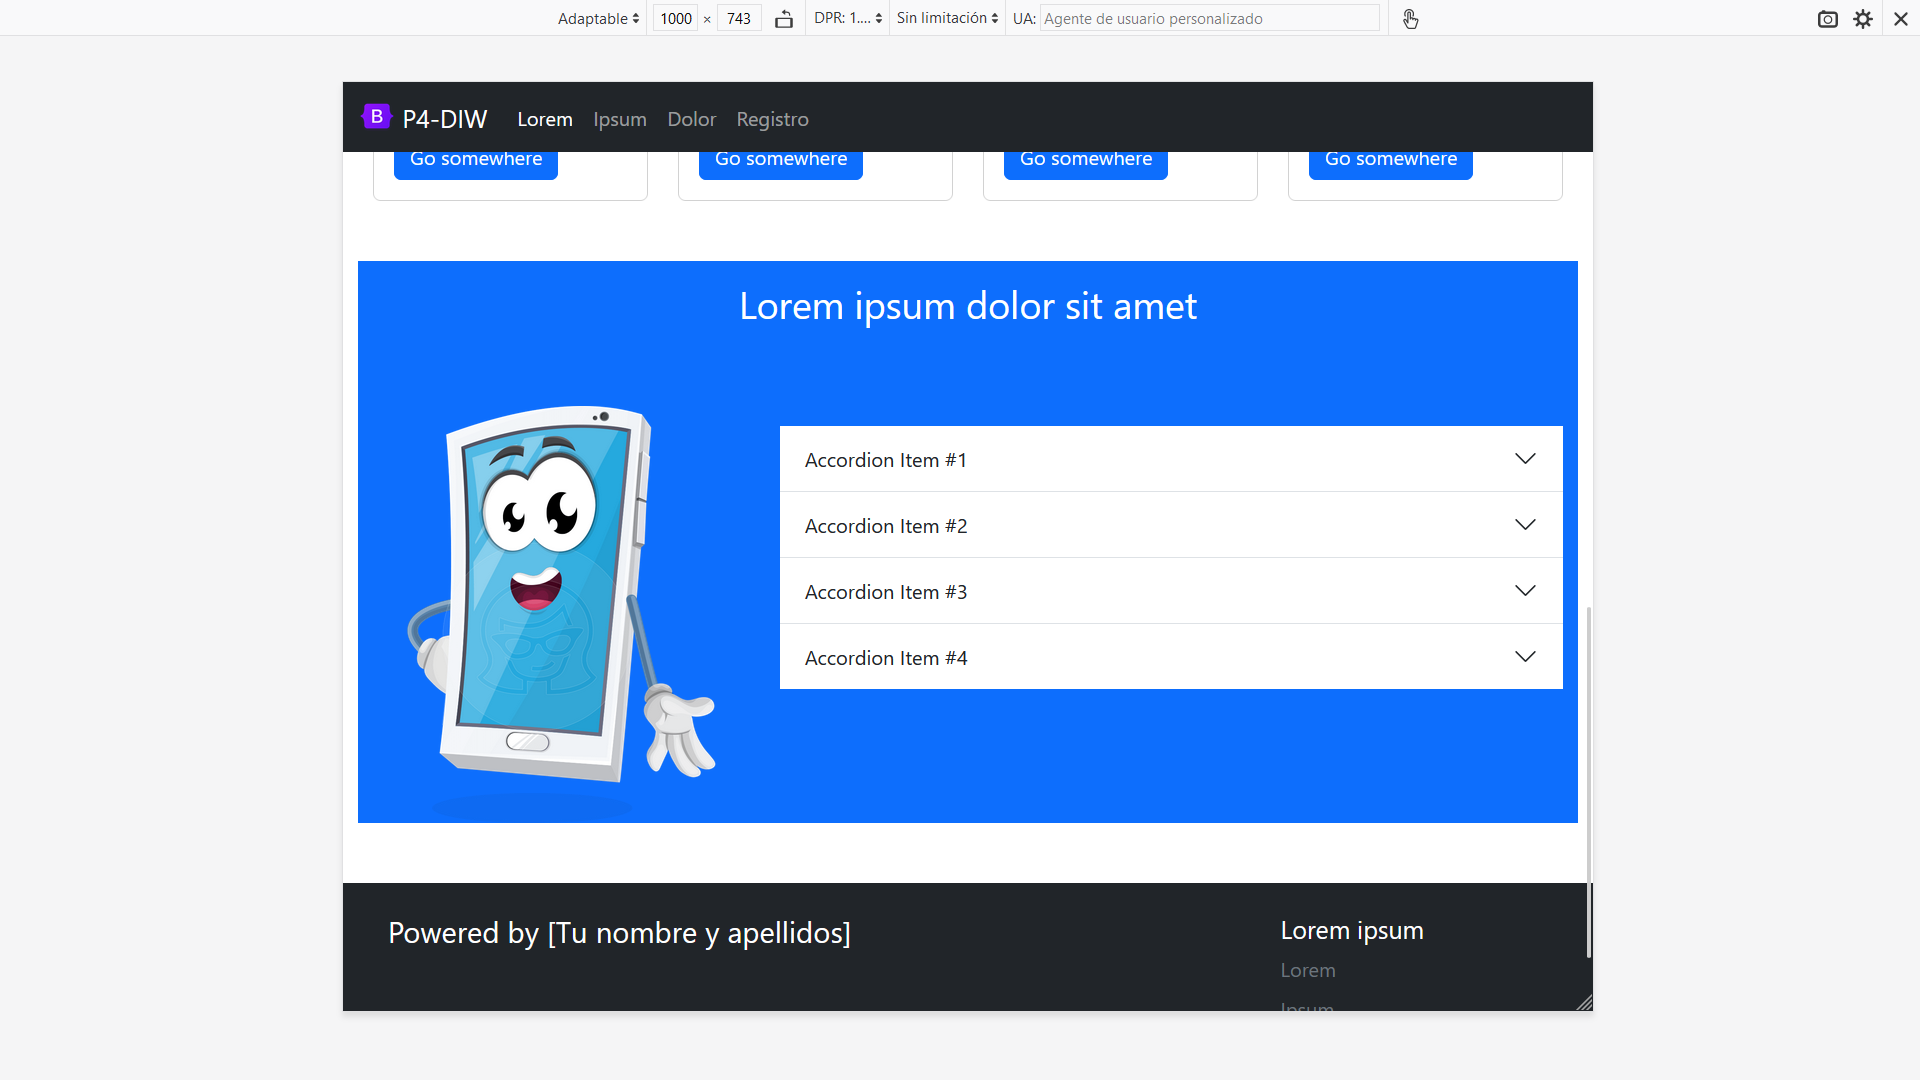 Adaptable 1000 × 743 DPR: 1.... Sin limitación UA: Agente de usuario personalizado
B P4-DIW Lorem Ipsum Dolor Registro
Go somewhere Go somewhere Go somewhere Go somewhere
Lorem ipsum dolor sit amet
Accordion Item #1
Accordion Item #2
Accordion Item #3
Accordion Item #4
Powered by [Tu nombre y apellidos]
Lorem ipsum
Lorem
Ipsum